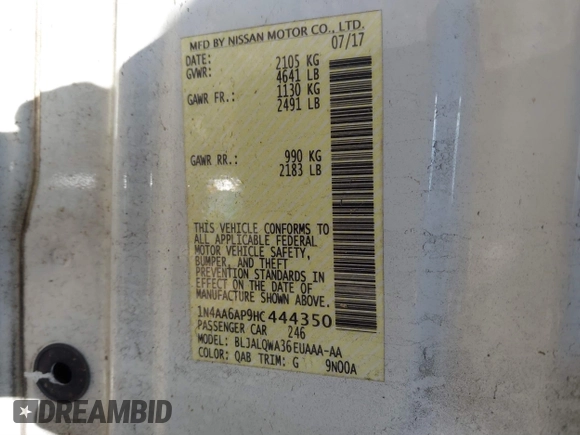 MFD BY NISSAN MOTOR CO., LTD.
DATE: 07/17
GVWR: 2105 KG
4641 LB
GAWR FR.: 1130 KG
2491 LB
GAWR RR.: 990 KG
2183 LB
THIS VEHICLE CONFORMS TO
ALL APPLICABLE FEDERAL
MOTOR VEHICLE SAFETY,
BUMPER, AND THEFT
PREVENTION STANDARDS IN
EFFECT ON THE DATE OF
MANUFACTURE SHOWN ABOVE.
1N4AA6AP9HC444350
PASSENGER CAR 246
MODEL: BLJALQWA36EUAAA-AA
COLOR: QAB TRIM: G 9N00A
DREAMBID